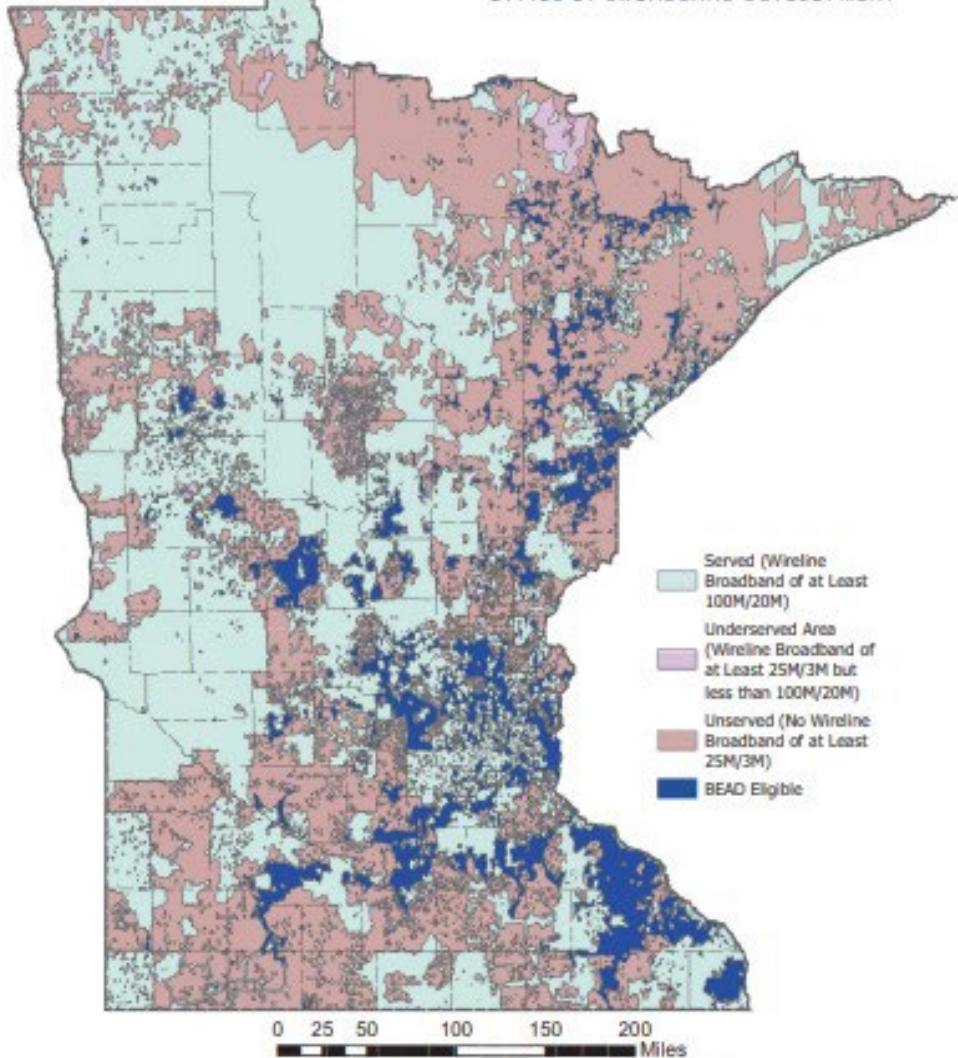 Served (Wireline
Broadband of at Least
100M/20M)
Underserved Area
(Wireline Broadband of
at Least 25M/3M but
less than 100M/20M)
Unserved (No Wireline
Broadband of at Least
25M/3M)
BEAD Eligible
0 25 50 100 150 200
Miles